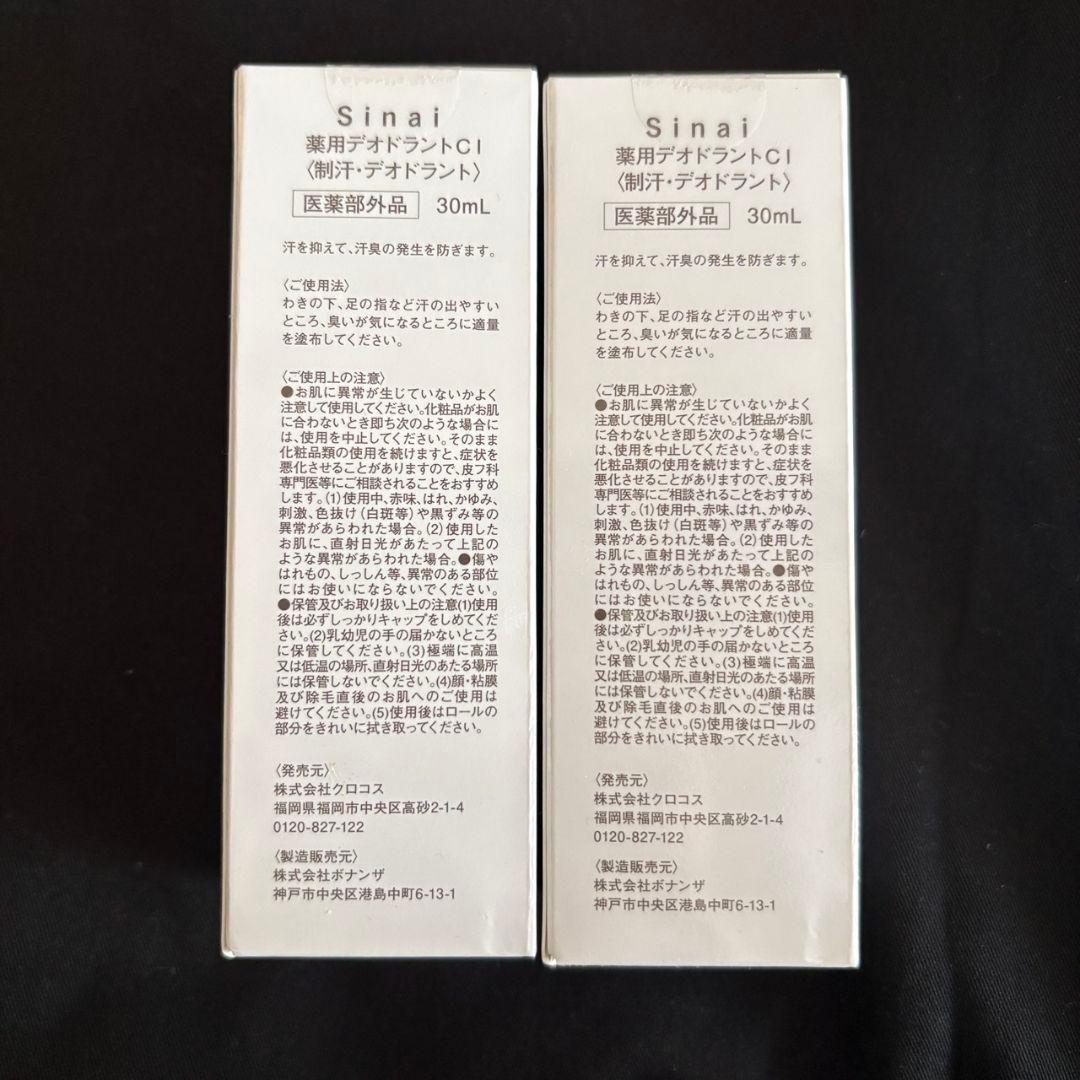 Sinai
薬用デオドラントCI
〈制汗・デオドラント〉
医薬部外品 30mL
汗を抑えて、汗臭の発生を防ぎます。
〈ご使用法〉
わきの下、足の指など汗の出やすい
ところ、臭いが気になるところに適量
を塗布してください。
〈ご使用上の注意〉
●お肌に異常が生じていないかよく
注意して使用してください。化粧品がお肌
に合わないとき即ち次のような場合に
は、使用を中止してください。そのまま
化粧品類の使用を続けますと、症状を
悪化させることがありますので、皮フ科
専門医等にご相談されることをおすすめ
します。(1)使用中、赤味、はれ、かゆみ、
刺激、色抜け(白斑等)や黒ずみ等の
異常があらわれた場合。(2)使用した
お肌に、直射日光があたって上記の
ような異常があらわれた場合。●傷や
はれもの、しっしん等、異常のある部位
にはお使いにならないでください。
●保管及びお取り扱い上の注意(1)使用
後は必ずしっかりキャップをしめてくだ
さい。(2)乳幼児の手の届かないところ
に保管してください。(3)極端に高温
又は低温の場所、直射日光のあたる場所
には保管しないでください。(4)顔・粘膜
及び除毛直後のお肌へのご使用は
避けてください。(5)使用後はロールの
部分をきれいに拭き取ってください。
〈発売元〉
株式会社クロコス
福岡県福岡市中央区高砂2-1-4
0120-827-122
〈製造販売元〉
株式会社ボナンザ
神戸市中央区港島中町6-13-1
Sinai
薬用デオドラントCI
〈制汗・デオドラント〉
医薬部外品 30mL
汗を抑えて、汗臭の発生を防ぎます。
〈ご使用法〉
わきの下、足の指など汗の出やすい
ところ、臭いが気になるところに適量
を塗布してください。
〈ご使用上の注意〉
●お肌に異常が生じていないかよく
注意して使用してください。化粧品がお肌
に合わないとき即ち次のような場合に
は、使用を中止してください。そのまま
化粧品類の使用を続けますと、症状を
悪化させることがありますので、皮フ科
専門医等にご相談されることをおすすめ
します。(1)使用中、赤味、はれ、かゆみ、
刺激、色抜け(白斑等)や黒ずみ等の
異常があらわれた場合。(2)使用した
お肌に、直射日光があたって上記の
ような異常があらわれた場合。●傷や
はれもの、しっしん等、異常のある部位
にはお使いにならないでください。
●保管及びお取り扱い上の注意(1)使用
後は必ずしっかりキャップをしめてくだ
さい。(2)乳幼児の手の届かないところ
に保管してください。(3)極端に高温
又は低温の場所、直射日光のあたる場所
には保管しないでください。(4)顔・粘膜
及び除毛直後のお肌へのご使用は
避けてください。(5)使用後はロールの
部分をきれいに拭き取ってください。
〈発売元〉
株式会社クロコス
福岡県福岡市中央区高砂2-1-4
0120-827-122
〈製造販売元〉
株式会社ボナンザ
神戸市中央区港島中町6-13-1